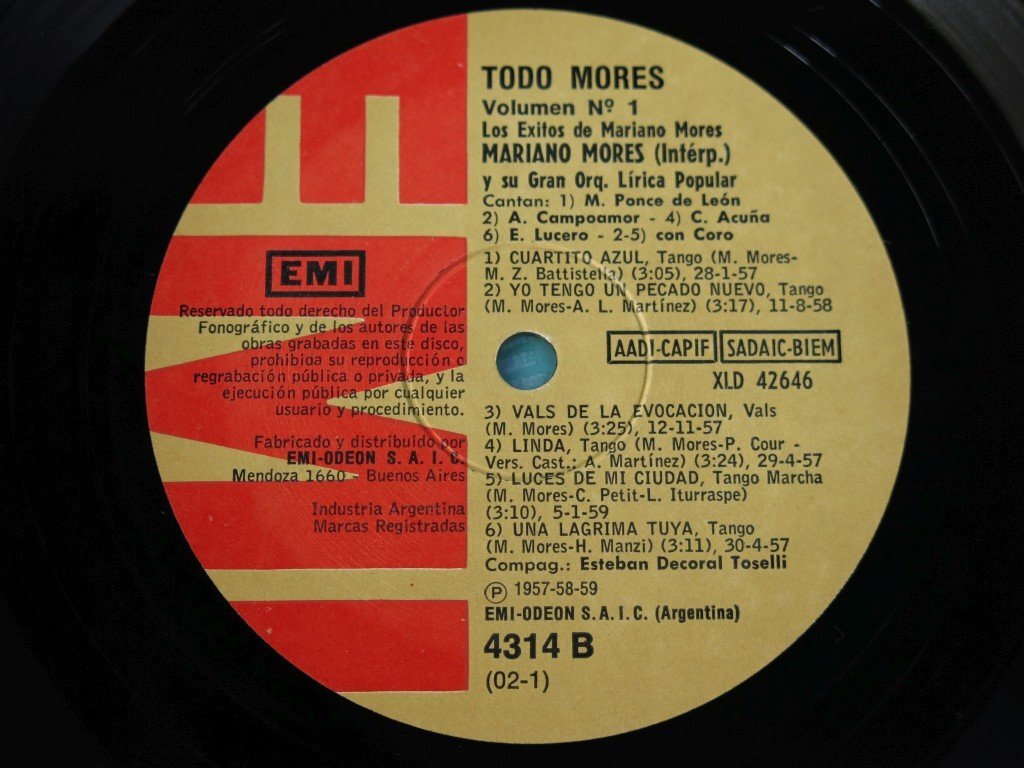 TODO MORES
Volumen Nº 1
Los Exitos de Mariano Mores
MARIANO MORES (Intérp.)
y su Gran Orq. Lírica Popular
Cantan: 1) M. Ponce de León
2) A. Campoamor - 4) C. Acuña
6) E. Lucero - 2-5) con Coro
1) CUARTITO AZUL, Tango (M. Mores-
M. Z. Battistella) (3:05), 28-1-57
2) YO TENGO UN PECADO NUEVO, Tango
(M. Mores-A. L. Martínez) (3:17), 11-8-58
AADI-CAPIF SADAIC-BIEM
XLD 42646
3) VALS DE LA EVOCACION, Vals
(M. Mores) (3:25), 12-11-57
4) LINDA, Tango (M. Mores-P. Cour -
Vers. Cast.: A. Martínez) (3:24), 29-4-57
5) LUCES DE MI CIUDAD, Tango Marcha
(M. Mores-C. Petit-L. Iturraspe)
(3:10), 5-1-59
6) UNA LAGRIMA TUYA, Tango
(M. Mores-H. Manzi) (3:11), 30-4-57
Compag.: Esteban Decoral Toselli
Ⓟ 1957-58-59
EMI-ODEON S.A.I.C. (Argentina)
4314 B
(02-1)
EMI
Reservado todo derecho del Productor
Fonográfico y de los autores de las
obras grabadas en este disco,
prohibida su reproducción o
regrabación pública o privada, y la
ejecución pública por cualquier
usuario y procedimiento.
Fabricado y distribuido por
EMI-ODEON S. A. I. C.
Mendoza 1660 - Buenos Aires
Industria Argentina
Marcas Registradas
EMI